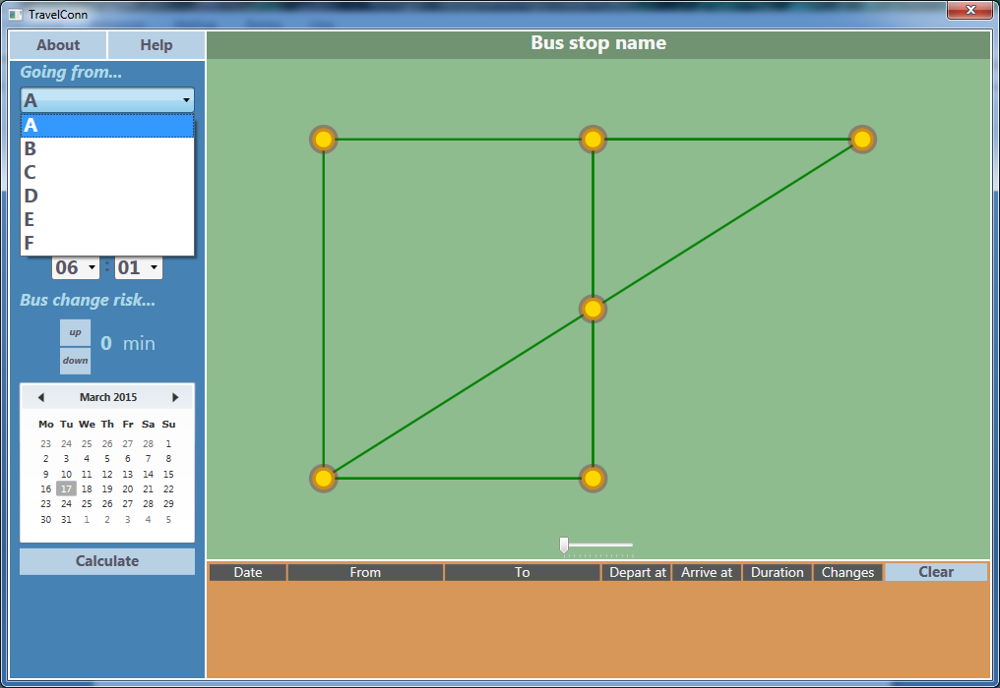 TravelConn
About Help
Bus stop name
Going from...
A
A
B
C
D
E
F
06 : 01
Bus change risk...
up
0 min
down
March 2015
Mo Tu We Th Fr Sa Su
23 24 25 26 27 28 1
2 3 4 5 6 7 8
9 10 11 12 13 14 15
16 17 18 19 20 21 22
23 24 25 26 27 28 29
30 31 1 2 3 4 5
Calculate
Date From To Depart at Arrive at Duration Changes Clear